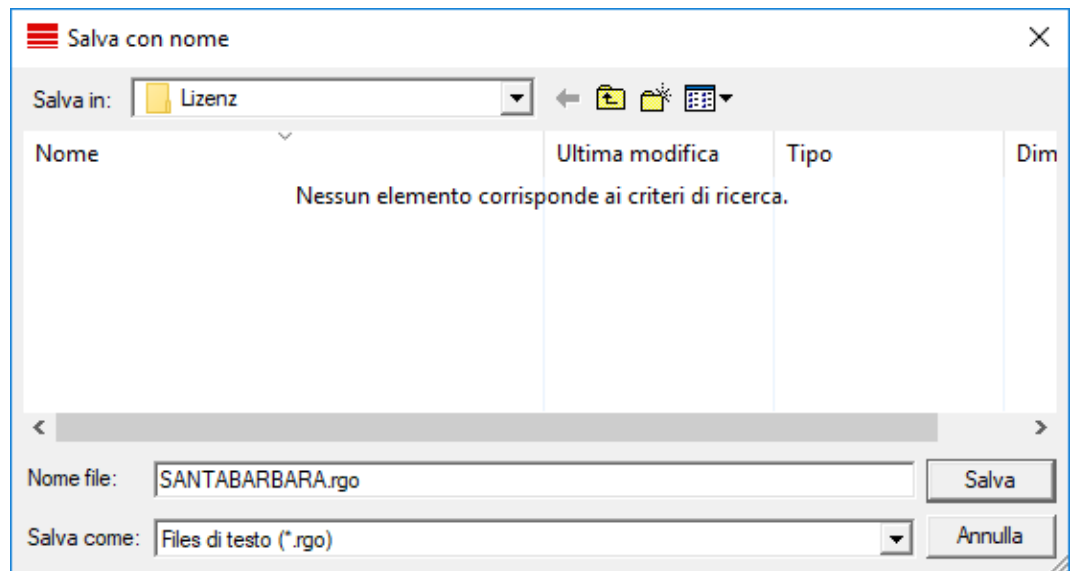 Salva con nome
Salva in: Lizenz
Nome Ultima modifica Tipo Dim
Nessun elemento corrisponde ai criteri di ricerca.
Nome file: SANTABARBARA.rgo Salva
Salva come: Files di testo (*.rgo) Annulla